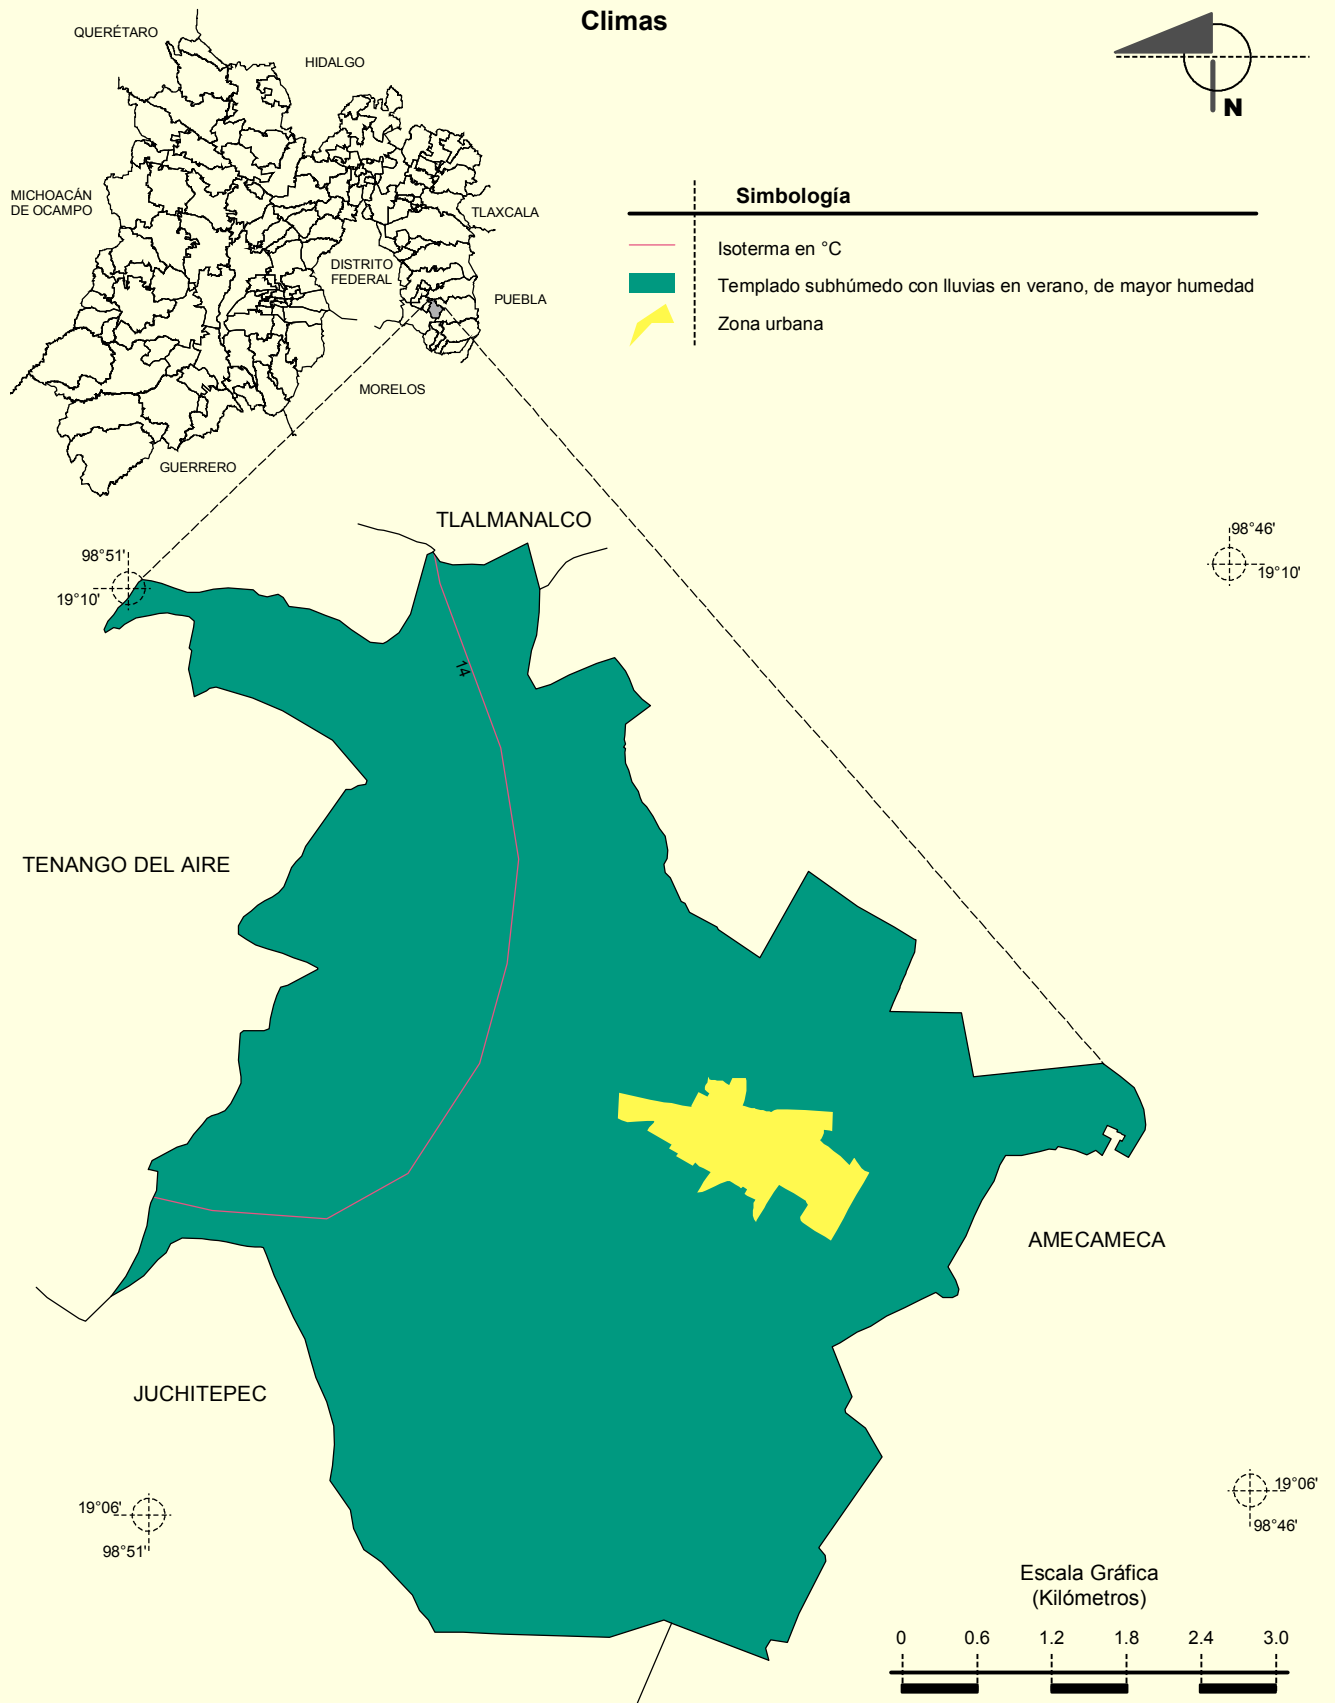 Climas
N
QUERÉTARO
HIDALGO
MICHOACÁN
DE OCAMPO
TLAXCALA
DISTRITO
FEDERAL
PUEBLA
MORELOS
GUERRERO
Simbología
Isoterma en °C
Templado subhúmedo con lluvias en verano, de mayor humedad
Zona urbana
TLALMANALCO
98°51'
19°10'
98°46'
19°10'
14
TENANGO DEL AIRE
AMECAMECA
JUCHITEPEC
19°06'
98°51'
19°06'
98°46'
Escala Gráfica
(Kilómetros)
0 0.6 1.2 1.8 2.4 3.0